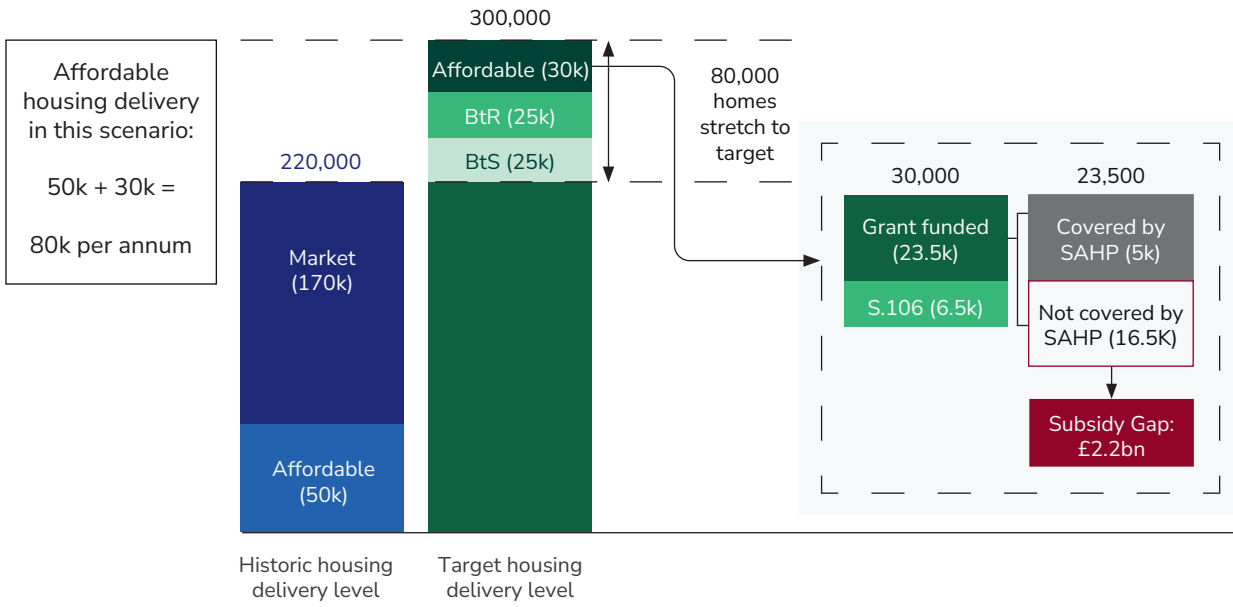 Affordable
housing delivery
in this scenario:
50k + 30k =
80k per annum
220,000
Market
(170k)
Affordable
(50k)
Historic housing
delivery level
300,000
Affordable (30k)
BtR (25k)
BtS (25k)
Target housing
delivery level
80,000
homes
stretch to
target
30,000
Grant funded
(23.5k)
S.106 (6.5k)
23,500
Covered by
SAHP (5k)
Not covered by
SAHP (16.5K)
Subsidy Gap:
£2.2bn